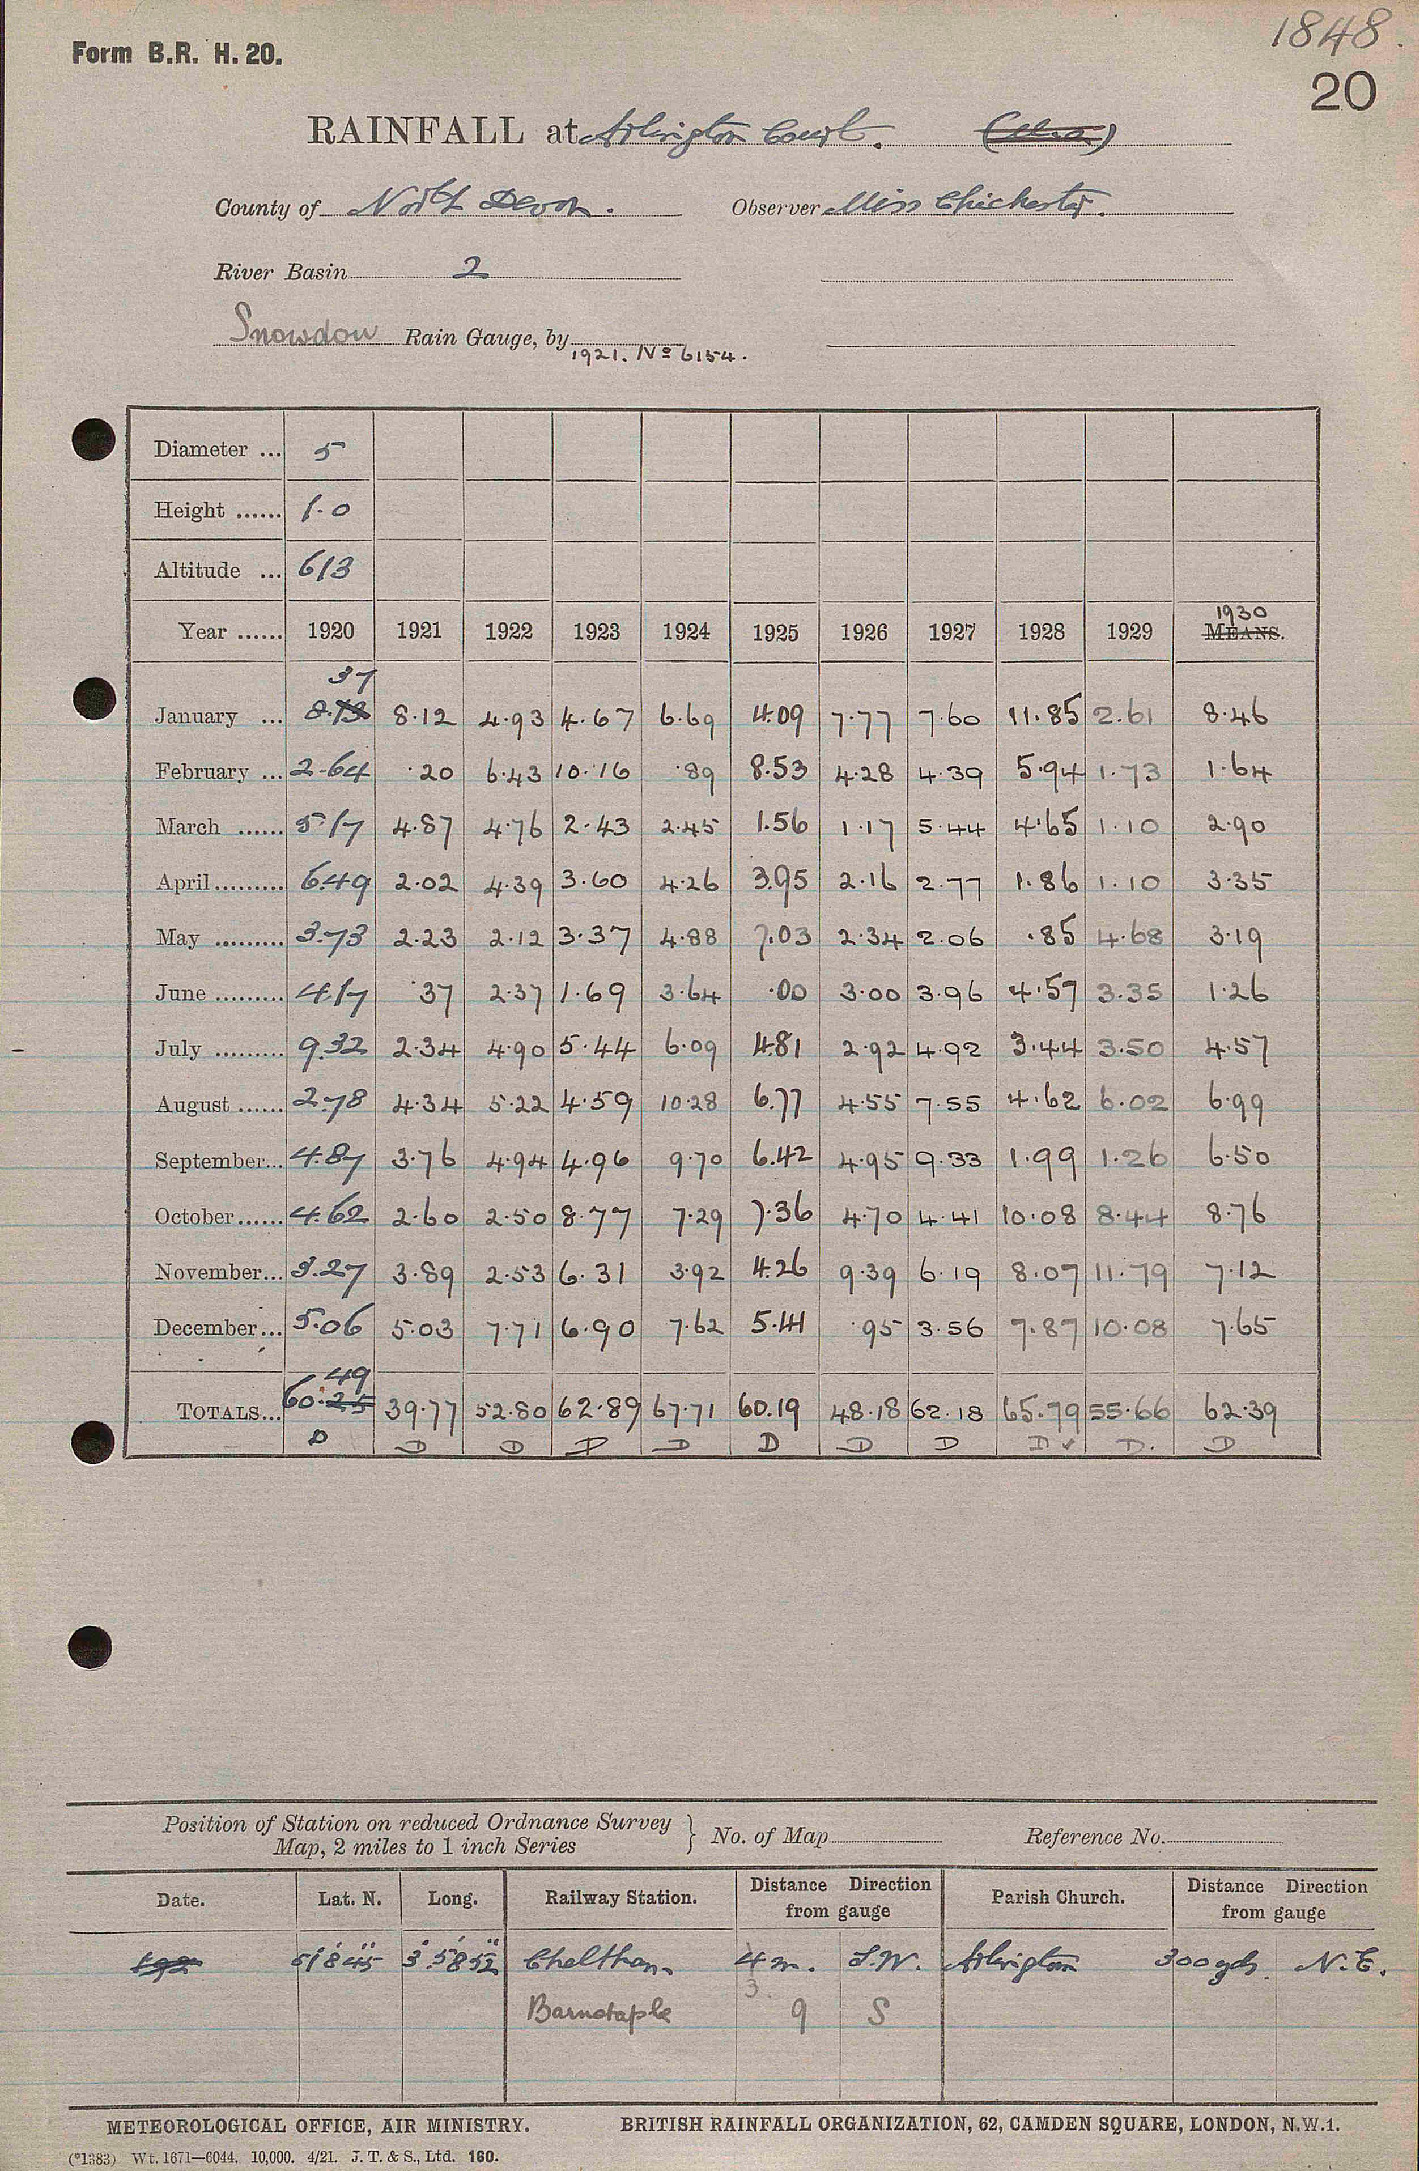 Form B.R. H. 20.
1848.
20
RAINFALL at Arlington Court.
County of North Devon. Observer Miss Chichester.
River Basin 2
Snowdon Rain Gauge, by
1921. No 6154.
Diameter ... 5
Height ...... 1.0
Altitude ... 613
1930
Year ...... 1920 1921 1922 1923 1924 1925 1926 1927 1928 1929 MEANS.
37
January ... 8.13 8.12 4.93 4.67 6.69 4.09 7.77 7.60 11.85 2.61 8.46
February ... 2.64 .20 6.43 10.16 .89 8.53 4.28 4.39 5.94 1.73 1.64
March ...... 5.17 4.87 4.76 2.43 2.45 1.56 1.17 5.44 4.65 1.10 2.90
April ......... 6.49 2.02 4.39 3.60 4.26 3.95 2.16 2.77 1.86 1.10 3.35
May ......... 3.73 2.23 2.12 3.37 4.88 7.03 2.34 2.06 .85 4.68 3.19
June ......... 4.17 .37 2.37 1.69 3.64 .00 3.00 3.96 4.57 3.35 1.26
July ......... 9.32 2.34 4.90 5.44 6.09 4.81 2.92 4.92 3.44 3.50 4.57
August ...... 2.78 4.34 5.22 4.59 10.28 6.77 4.55 7.55 4.62 6.02 6.99
September... 4.87 3.76 4.94 4.96 9.70 6.42 4.95 9.33 1.99 1.26 6.50
October ...... 4.62 2.60 2.50 8.77 7.29 7.36 4.70 4.41 10.08 8.44 8.76
November... 3.27 3.89 2.53 6.31 3.92 4.26 9.39 6.19 8.07 11.79 7.12
December ... 5.06 5.03 7.71 6.90 7.62 5.41 .95 3.56 7.87 10.08 7.65
49
TOTALS... 60.25 39.77 52.80 62.89 67.71 60.19 48.18 62.18 65.79 55.66 62.39
D D D D D D D D D ✓ D. D
Position of Station on reduced Ordnance Survey
Map, 2 miles to 1 inch Series } No. of Map Reference No.
Date. Lat. N. Long. Railway Station. Distance Direction from gauge Parish Church. Distance Direction from gauge
192 51° 8' 45" 3° 58' 52" Chelfham 4 m. S.W. Arlington 300 yds. N.E.
3.
Barnstaple 9 S
METEOROLOGICAL OFFICE, AIR MINISTRY. BRITISH RAINFALL ORGANIZATION, 62, CAMDEN SQUARE, LONDON, N.W.1.
(*1383) Wt. 1671—6044. 10,000. 4/21. J. T. & S., Ltd. 160.